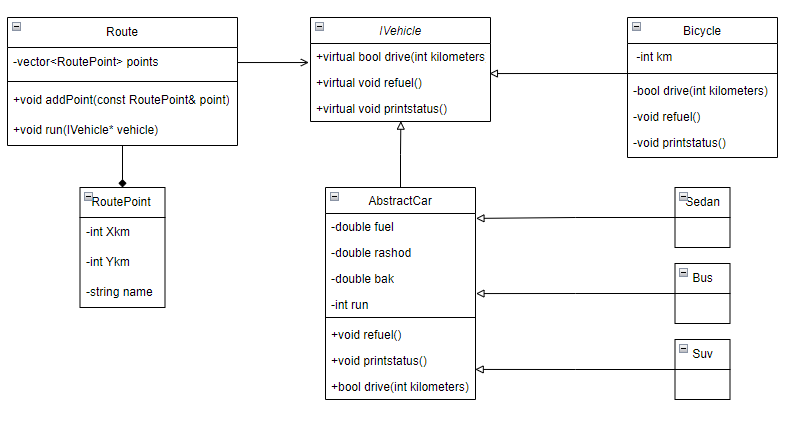 Route
-vector<RoutePoint> points
+void addPoint(const RoutePoint& point)
+void run(IVehicle* vehicle)
IVehicle
+virtual bool drive(int kilometers
+virtual void refuel()
+virtual void printstatus()
Bicycle
-int km
-bool drive(int kilometers)
-void refuel()
-void printstatus()
RoutePoint
-int Xkm
-int Ykm
-string name
AbstractCar
-double fuel
-double rashod
-double bak
-int run
+void refuel()
+void printstatus()
+bool drive(int kilometers)
Sedan
Bus
Suv